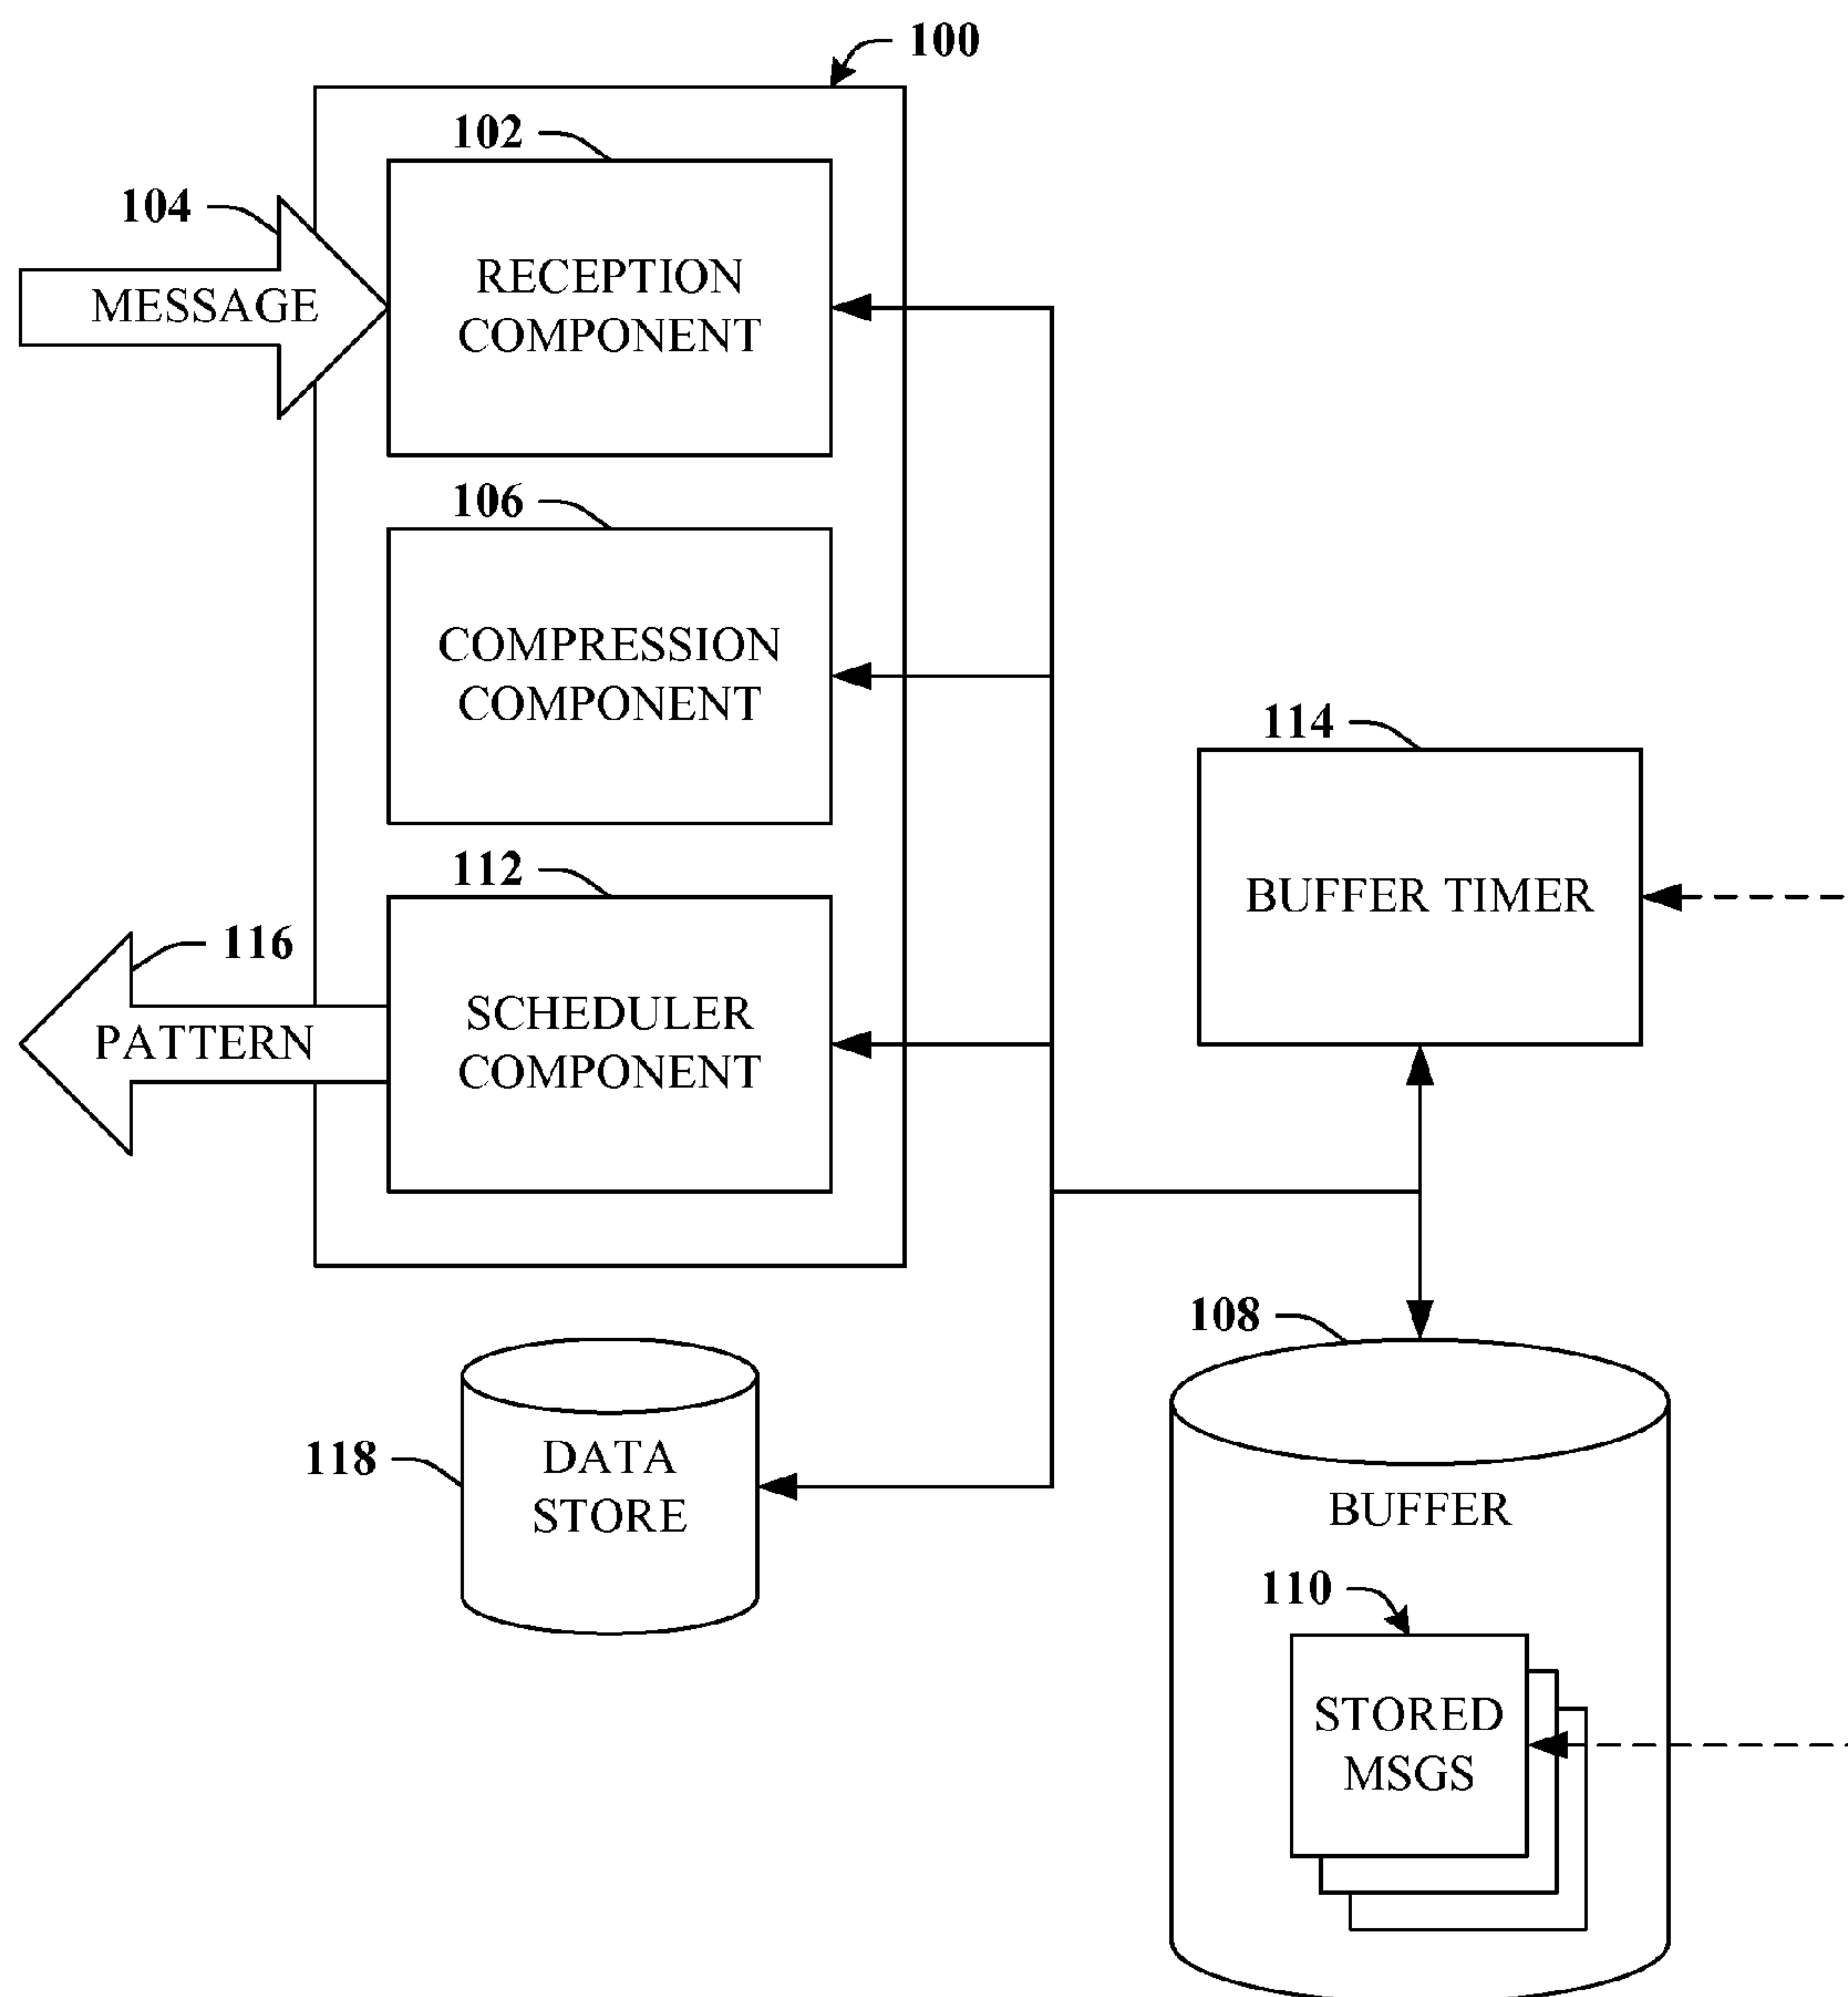 100
102
104
RECEPTION
COMPONENT
MESSAGE
106
COMPRESSION
COMPONENT
114
BUFFER TIMER
112
116
SCHEDULER
COMPONENT
PATTERN
108
118
DATA
STORE
BUFFER
110
STORED
MSGS